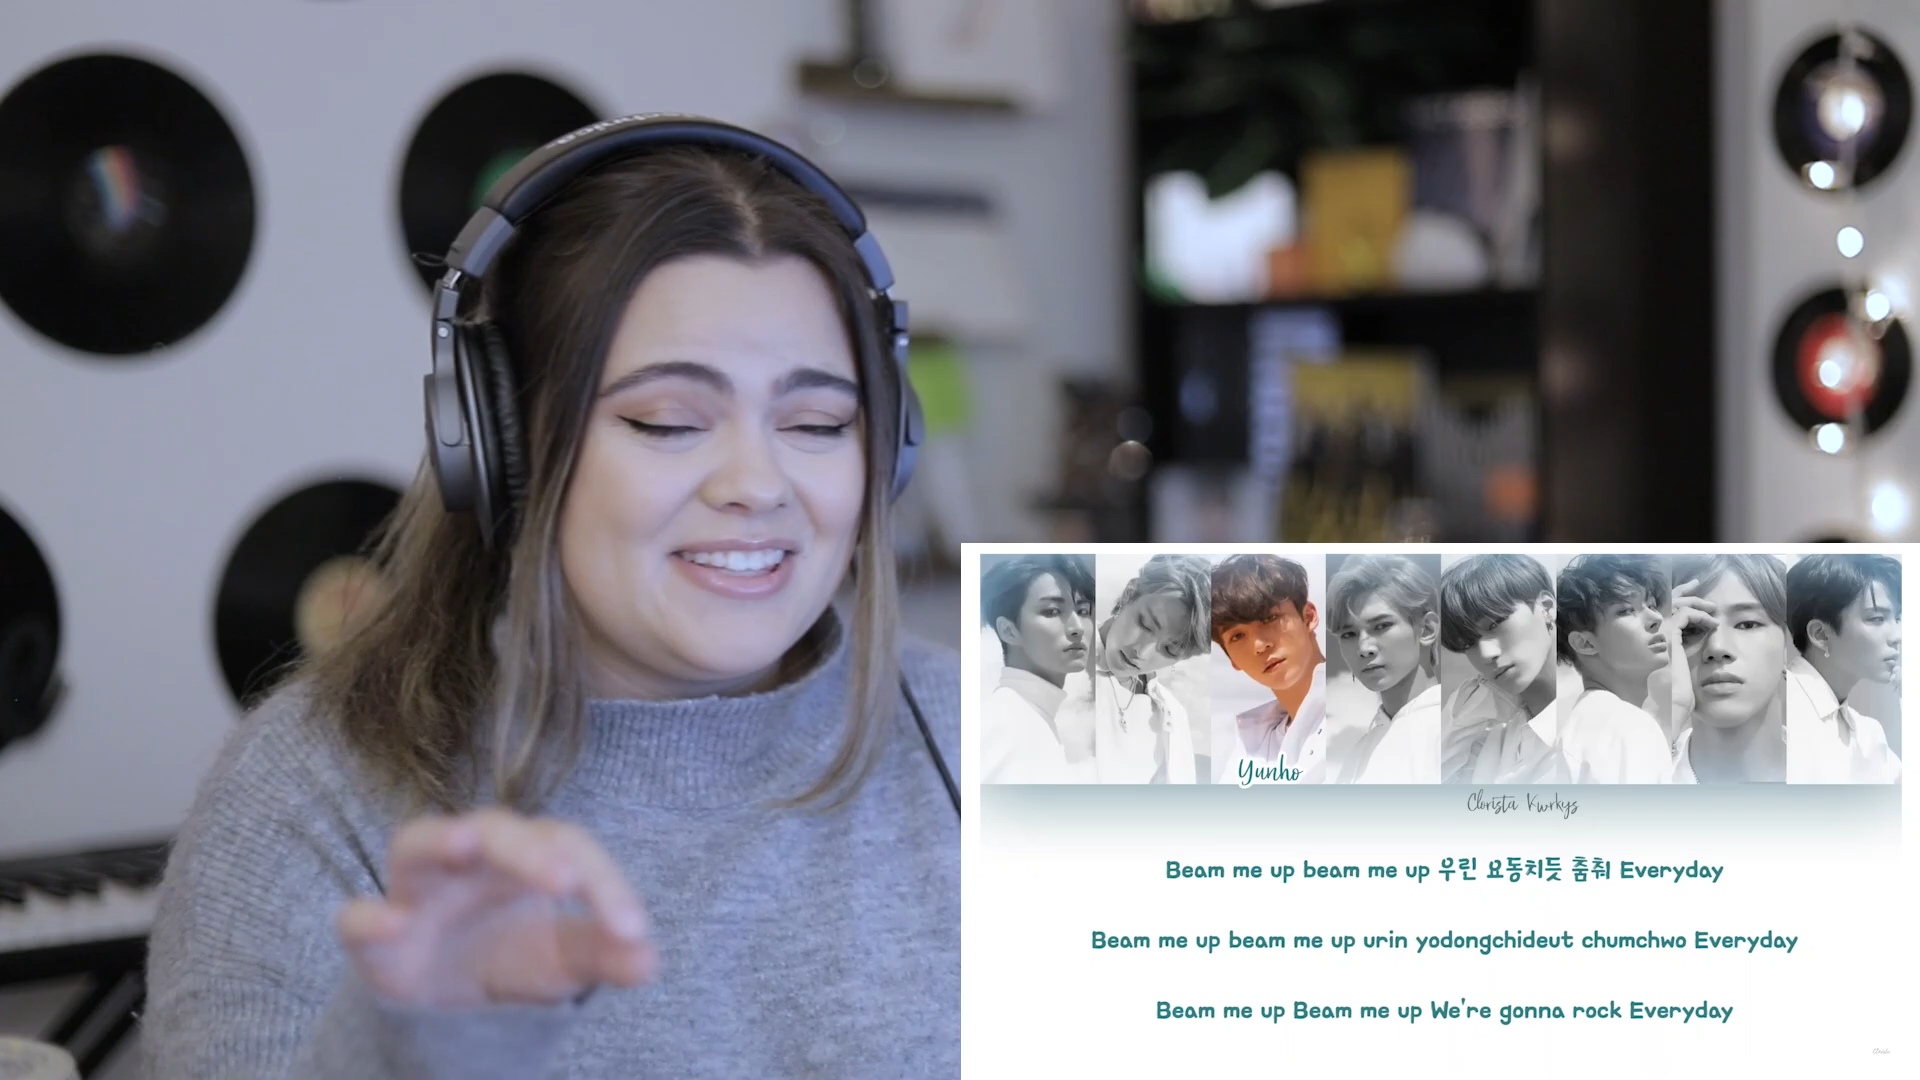 Yunho
Clorista Kwrkys
Beam me up beam me up 우린 요동치듯 춤춰 Everyday
Beam me up beam me up urin yodongchideut chumchwo Everyday
Beam me up Beam me up We're gonna rock Everyday